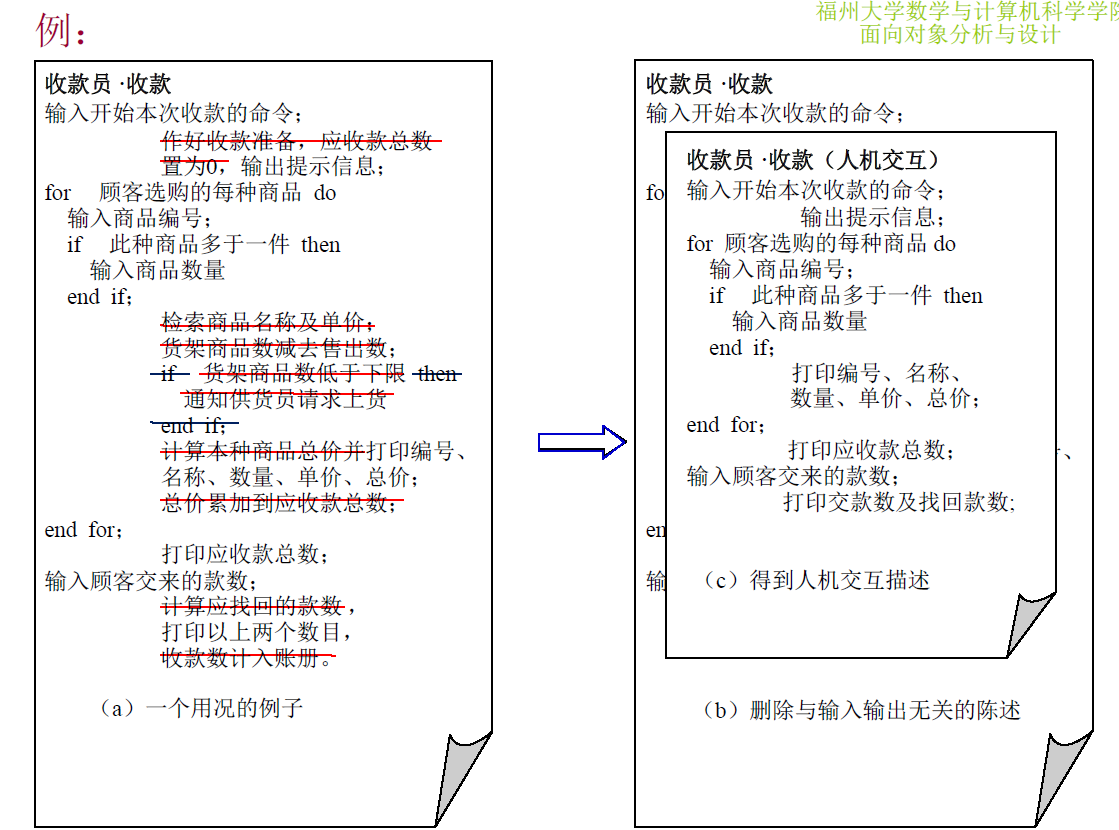 例：
福州大学数学与计算机科学学院
面向对象分析与设计
收款员·收款
输入开始本次收款的命令；
作好收款准备，应收款总数
置为0，输出提示信息；
for 顾客选购的每种商品 do
输入商品编号；
if 此种商品多于一件 then
输入商品数量
end if；
检索商品名称及单价；
货架商品数减去售出数；
if 货架商品数低于下限 then
通知供货员请求上货
end if；
计算本种商品总价并打印编号、
名称、数量、单价、总价；
总价累加到应收款总数；
end for；
打印应收款总数；
输入顾客交来的款数；
计算应找回的款数，
打印以上两个数目，
收款数计入账册。
（a）一个用况的例子
收款员·收款
输入开始本次收款的命令；
fo
en
输
收款员·收款（人机交互）
输入开始本次收款的命令；
输出提示信息；
for 顾客选购的每种商品 do
输入商品编号；
if 此种商品多于一件 then
输入商品数量
end if；
打印编号、名称、
数量、单价、总价；
end for；
打印应收款总数；
输入顾客交来的款数；
打印交款数及找回款数;
（c）得到人机交互描述
（b）删除与输入输出无关的陈述